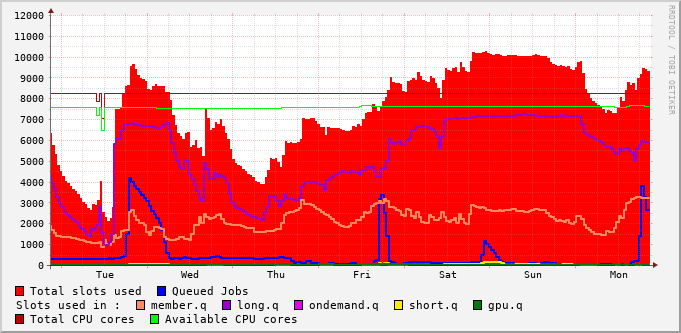 12000
11000
10000
9000
8000
7000
6000
5000
4000
3000
2000
1000
0
Tue Wed Thu Fri Sat Sun Mon
RRDTOOL / TOBI OETIKER
Total slots used Queued Jobs
Slots used in : member.q long.q ondemand.q short.q gpu.q
Total CPU cores Available CPU cores